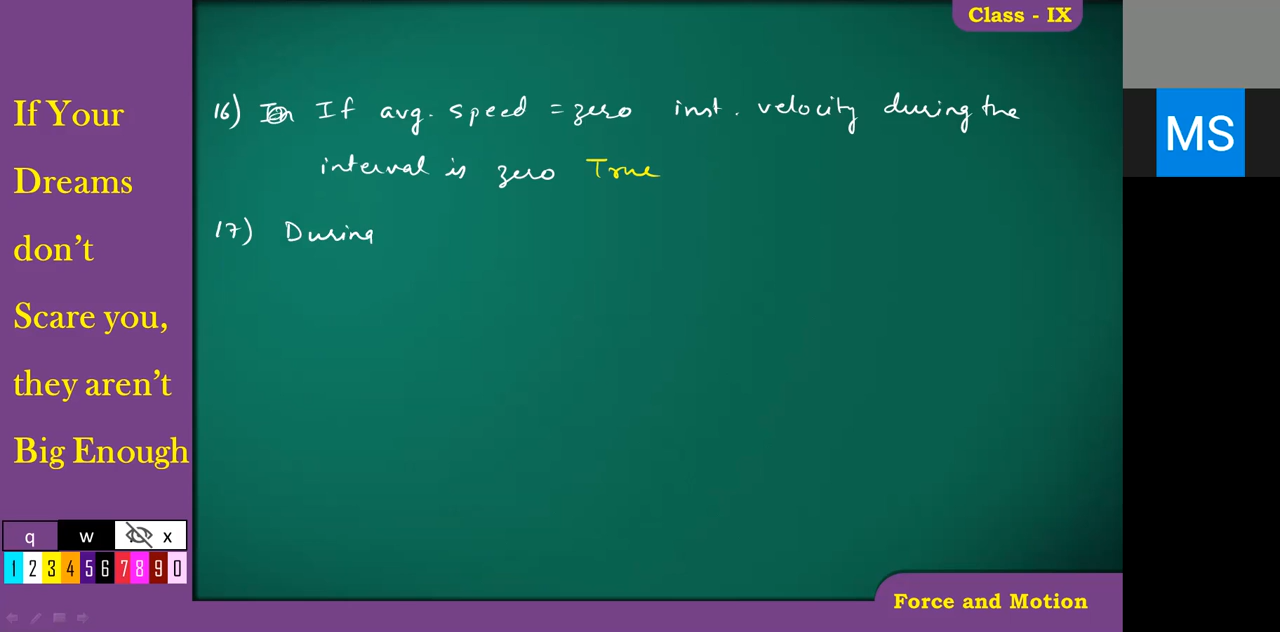 Class - IX
If Your
Dreams
don't
Scare you,
they aren't
Big Enough
16) If avg. speed = zero inst. velocity during the
interval is zero True
17) During
MS
q w x
1 2 3 4 5 6 7 8 9 0
Force and Motion